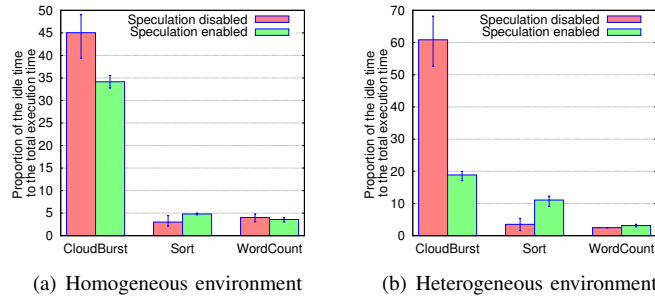 Proportion of the idle time
to the total execution time
50
45
40
35
30
25
20
15
10
5
0
Speculation disabled
Speculation enabled
CloudBurst Sort WordCount
(a) Homogeneous environment
Proportion of the idle time
to the total execution time
70
60
50
40
30
20
10
0
Speculation disabled
Speculation enabled
CloudBurst Sort WordCount
(b) Heterogeneous environment